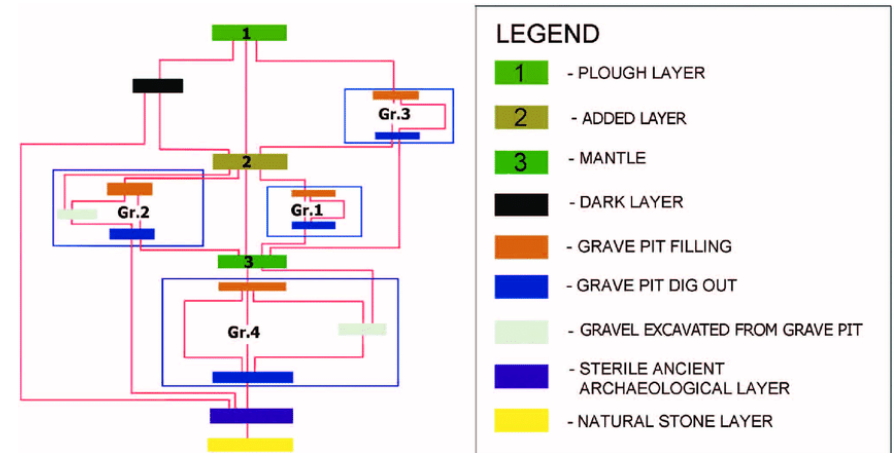 1
Gr.3
2
Gr.2
Gr.1
3
Gr.4
LEGEND
1 - PLOUGH LAYER
2 - ADDED LAYER
3 - MANTLE
- DARK LAYER
- GRAVE PIT FILLING
- GRAVE PIT DIG OUT
- GRAVEL EXCAVATED FROM GRAVE PIT
- STERILE ANCIENT
ARCHAEOLOGICAL LAYER
- NATURAL STONE LAYER